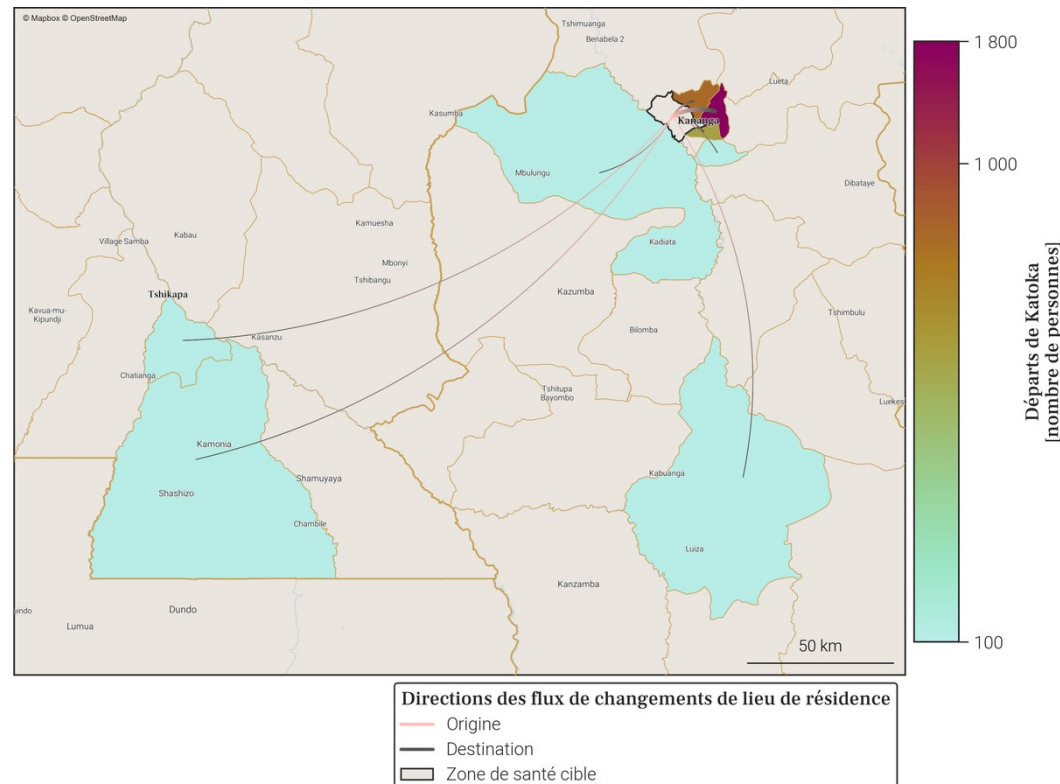 © Mapbox © OpenStreetMap
Tshimuanga
Benabela 2
Lueta
Kasumba
Kananga
Mbulungu
Dibataye
Kamuesha
Village Samba
Kabau
Kadiata
Mbonyi
Tshibangu
Tshikapa
Kazumba
Kavua-mu-
Kipundji
Tshimbulu
Bilomba
Kasanzu
Chatianga
Tshitupa
Bayombo
Luekes
Kamonia
Kabuanga
Shamuyaya
Shashizo
Chambile
Luiza
Kanzamba
Dundo
Lumua
50 km
1 800
1 000
100
Départs de Katoka
[nombre de personnes]
Directions des flux de changements de lieu de résidence
Origine
Destination
Zone de santé cible